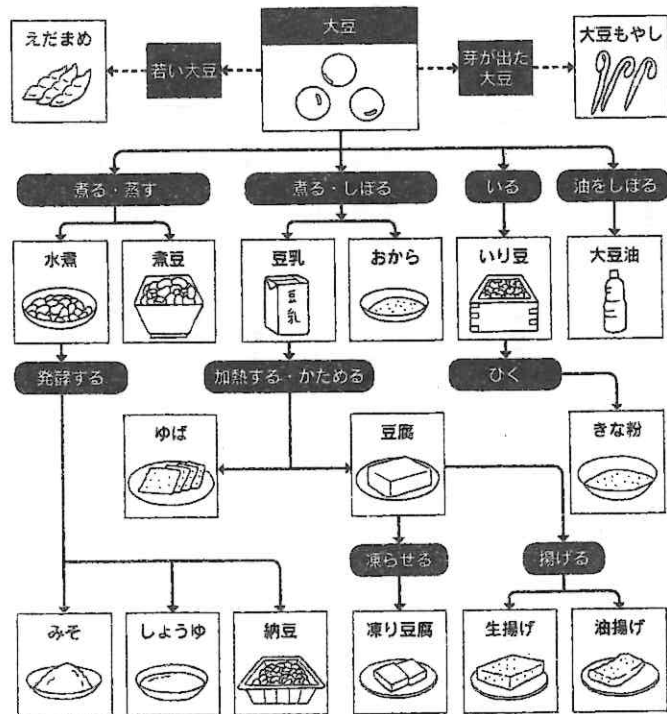 えだまめ
若い大豆
大豆
芽が出た
大豆
大豆もやし
煮る・蒸す
煮る・しぼる
いる
油をしぼる
水煮
煮豆
豆乳
豆
乳
おから
いり豆
大豆油
発酵する
加熱する・かためる
ひく
ゆば
豆腐
きな粉
凍らせる
揚げる
みそ
しょうゆ
納豆
凍り豆腐
生揚げ
油揚げ